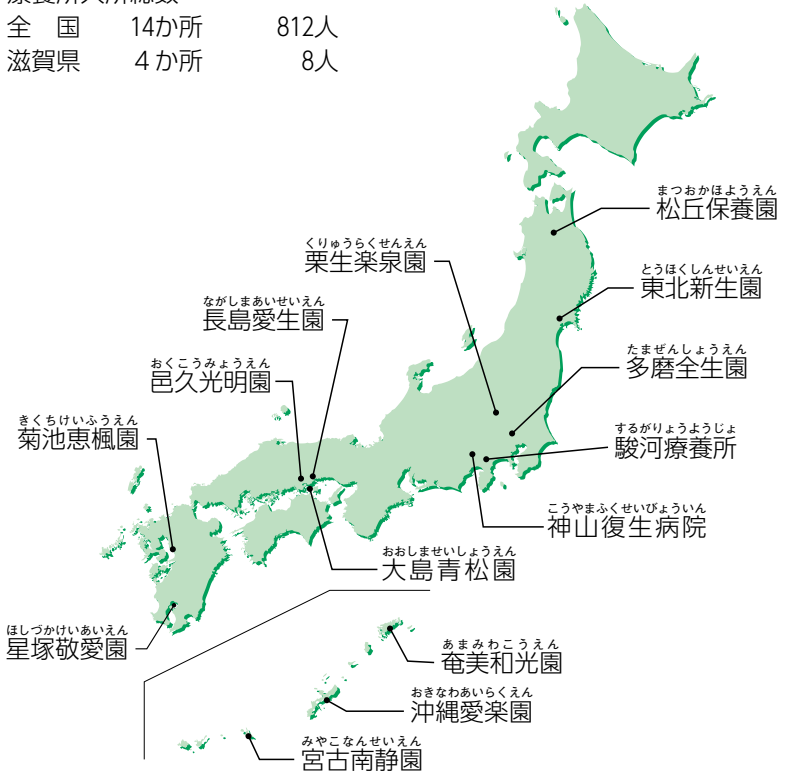 全国 14か所 812人
滋賀県 4か所 8人
まつおかほようえん
松丘保養園
くりゅうらくせんえん
栗生楽泉園
とうほくしんせいえん
東北新生園
ながしまあいせいえん
長島愛生園
たまぜんしょうえん
多磨全生園
おくこうみょうえん
邑久光明園
きくちけいふうえん
菊池恵楓園
するがりょうようじょ
駿河療養所
こうやまふくせいびょういん
神山復生病院
おおしませいしょうえん
大島青松園
ほしづかけいあいえん
星塚敬愛園
あまみわこうえん
奄美和光園
おきなわあいらくえん
沖縄愛楽園
みやこなんせいえん
宮古南静園